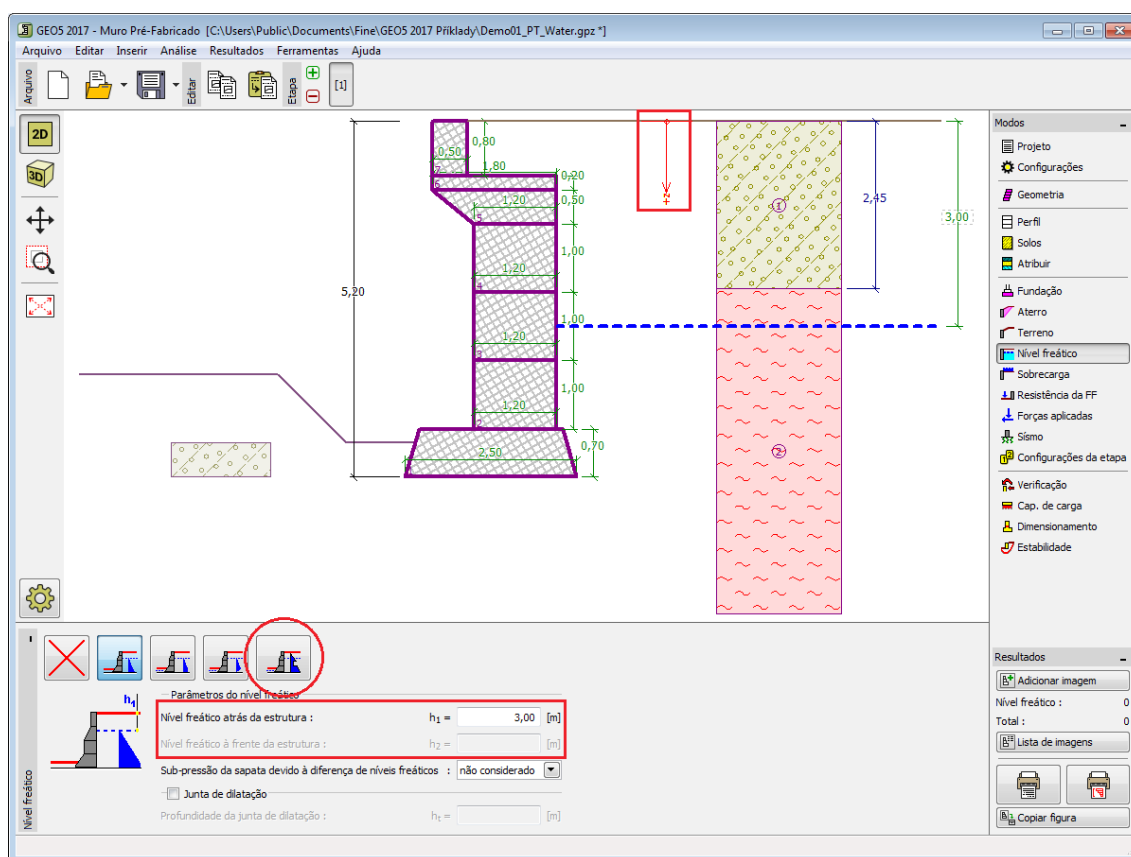 GEO5 2017 - Muro Pré-Fabricado [C:\Users\Public\Documents\Fine\GEO5 2017 Příklady\Demo01_PT_Water.gpz *]
Arquivo Editar Inserir Análise Resultados Ferramentas Ajuda
Arquivo
Editar
Etapa
[1]
2D
3D
0,80
0,50
7
1,80
0,20
6
1,20
0,50
5
1,00
1,20
4
5,20
1,00
1,20
3
1,00
1,20
2
2,50
0,70
+z
1
2,45
3,00
2
Modos
Projeto
Configurações
Geometria
Perfil
Solos
Atribuir
Fundação
Aterro
Terreno
Nível freático
Sobrecarga
Resistência da FF
Forças aplicadas
Sismo
Configurações da etapa
Verificação
Cap. de carga
Dimensionamento
Estabilidade
Nível freático
h1
Parâmetros do nível freático
Nível freático atrás da estrutura : h1 = 3,00 [m]
Nível freático à frente da estrutura : h2 = [m]
Sub-pressão da sapata devido à diferença de níveis freáticos : não considerado
Junta de dilatação
Profundidade da junta de dilatação : ht = [m]
Resultados
Adicionar imagem
Nível freático : 0
Total : 0
Lista de imagens
Copiar figura